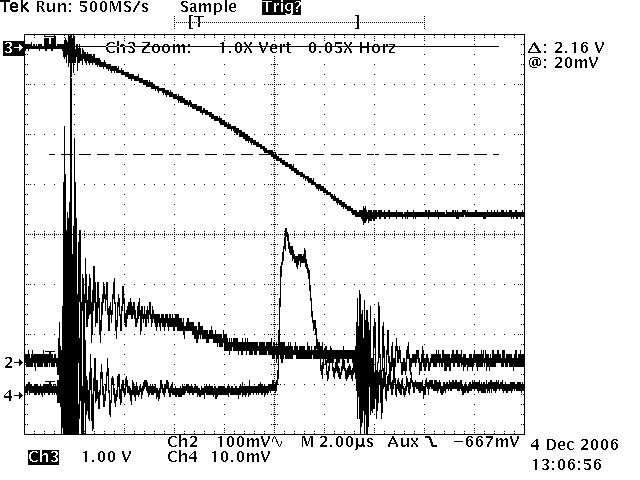 Tek Run: 500MS/s Sample Trig?
[T ]
Ch3 Zoom: 1.0X Vert 0.05X Horz
Δ: 2.16 V
@: 20mV
3
2
4
Ch2 100mV∿ M 2.00µs Aux ⁊ -667mV
Ch3 1.00 V Ch4 10.0mV
4 Dec 2006
13:06:56